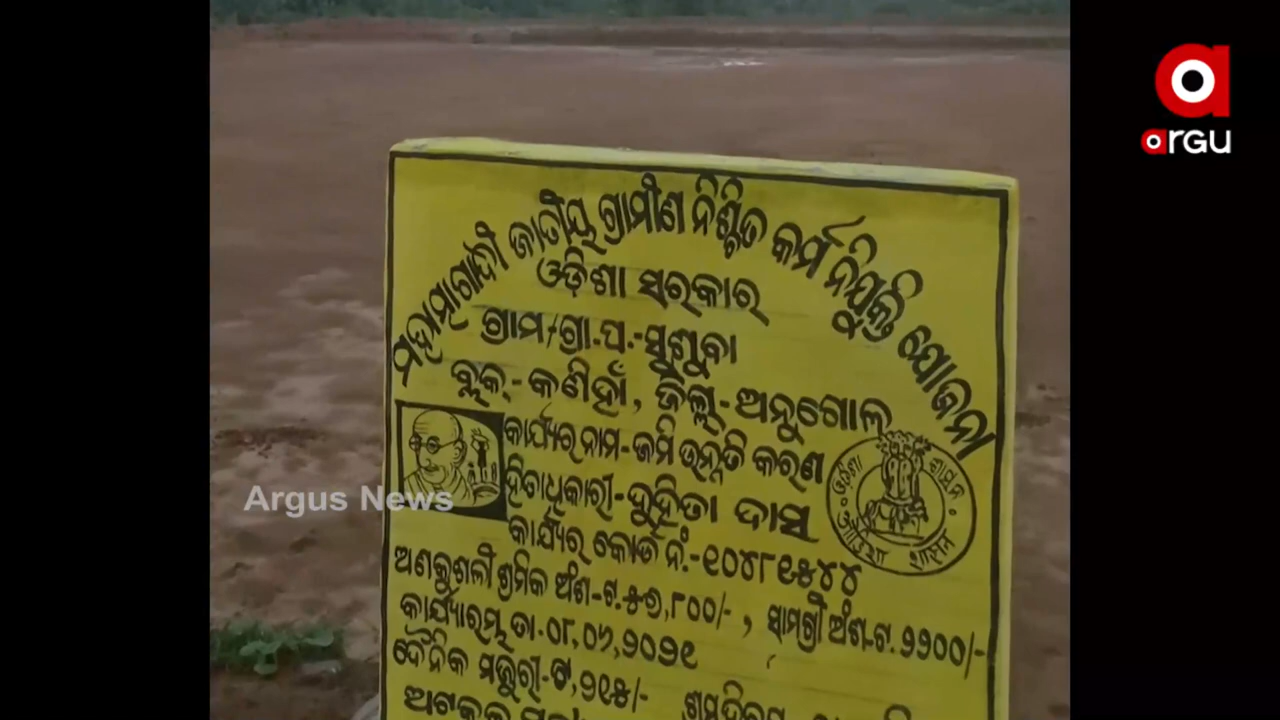 ମହାତ୍ମାଗାନ୍ଧୀ ଜାତୀୟ ଗ୍ରାମୀଣ ନିଶ୍ଚିତ କର୍ମ ନିଯୁକ୍ତି ଯୋଜନା
ଓଡ଼ିଶା ସରକାର
ଗ୍ରାମ/ଗ୍ରା.ପ.-ସୁଣୁବା
ବ୍ଲକ୍-କଣିହାଁ, ଜିଲ୍ଲା-ଅନୁଗୋଳ
କାର୍ଯ୍ୟର ନାମ-ଜମି ଉନ୍ନତି କରଣ
ହିତାଧିକାରୀ-ଦୁହିତା ଦାସ
କାର୍ଯ୍ୟର କୋଡ ନଂ.-୧୦୪୮୧୫୪୪
ଅଣକୁଶଳୀ ଶ୍ରମିକ ଅଂଶ-ଟ.୫୭,୮୦୦/- , ସାମଗ୍ରୀ ଅଂଶ-ଟ.୨୨୦୦/-
କାର୍ଯ୍ୟାରମ୍ଭ ତା.୦୮,୦୬,୨୦୨୧
ଦୈନିକ ମଜୁରୀ-ଟ,୨୧୫/-
Argus News
aRGU